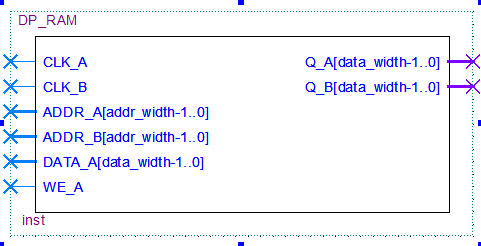 DP_RAM
CLK_A Q_A[data_width-1..0]
CLK_B Q_B[data_width-1..0]
ADDR_A[addr_width-1..0]
ADDR_B[addr_width-1..0]
DATA_A[data_width-1..0]
WE_A
inst